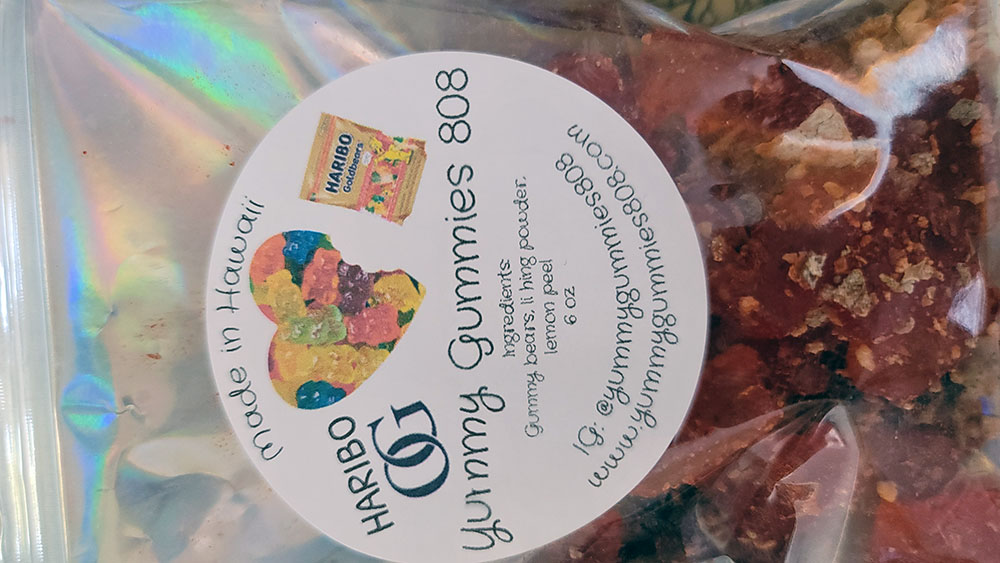 made in Hawaii
HARIBO
Goldbears
HARIBO
OG
Yummy Gummies 808
Ingredients:
Gummy bears, li hing powder,
lemon peel
6 oz
IG: @yummygummies808
www.yummygummies808.com